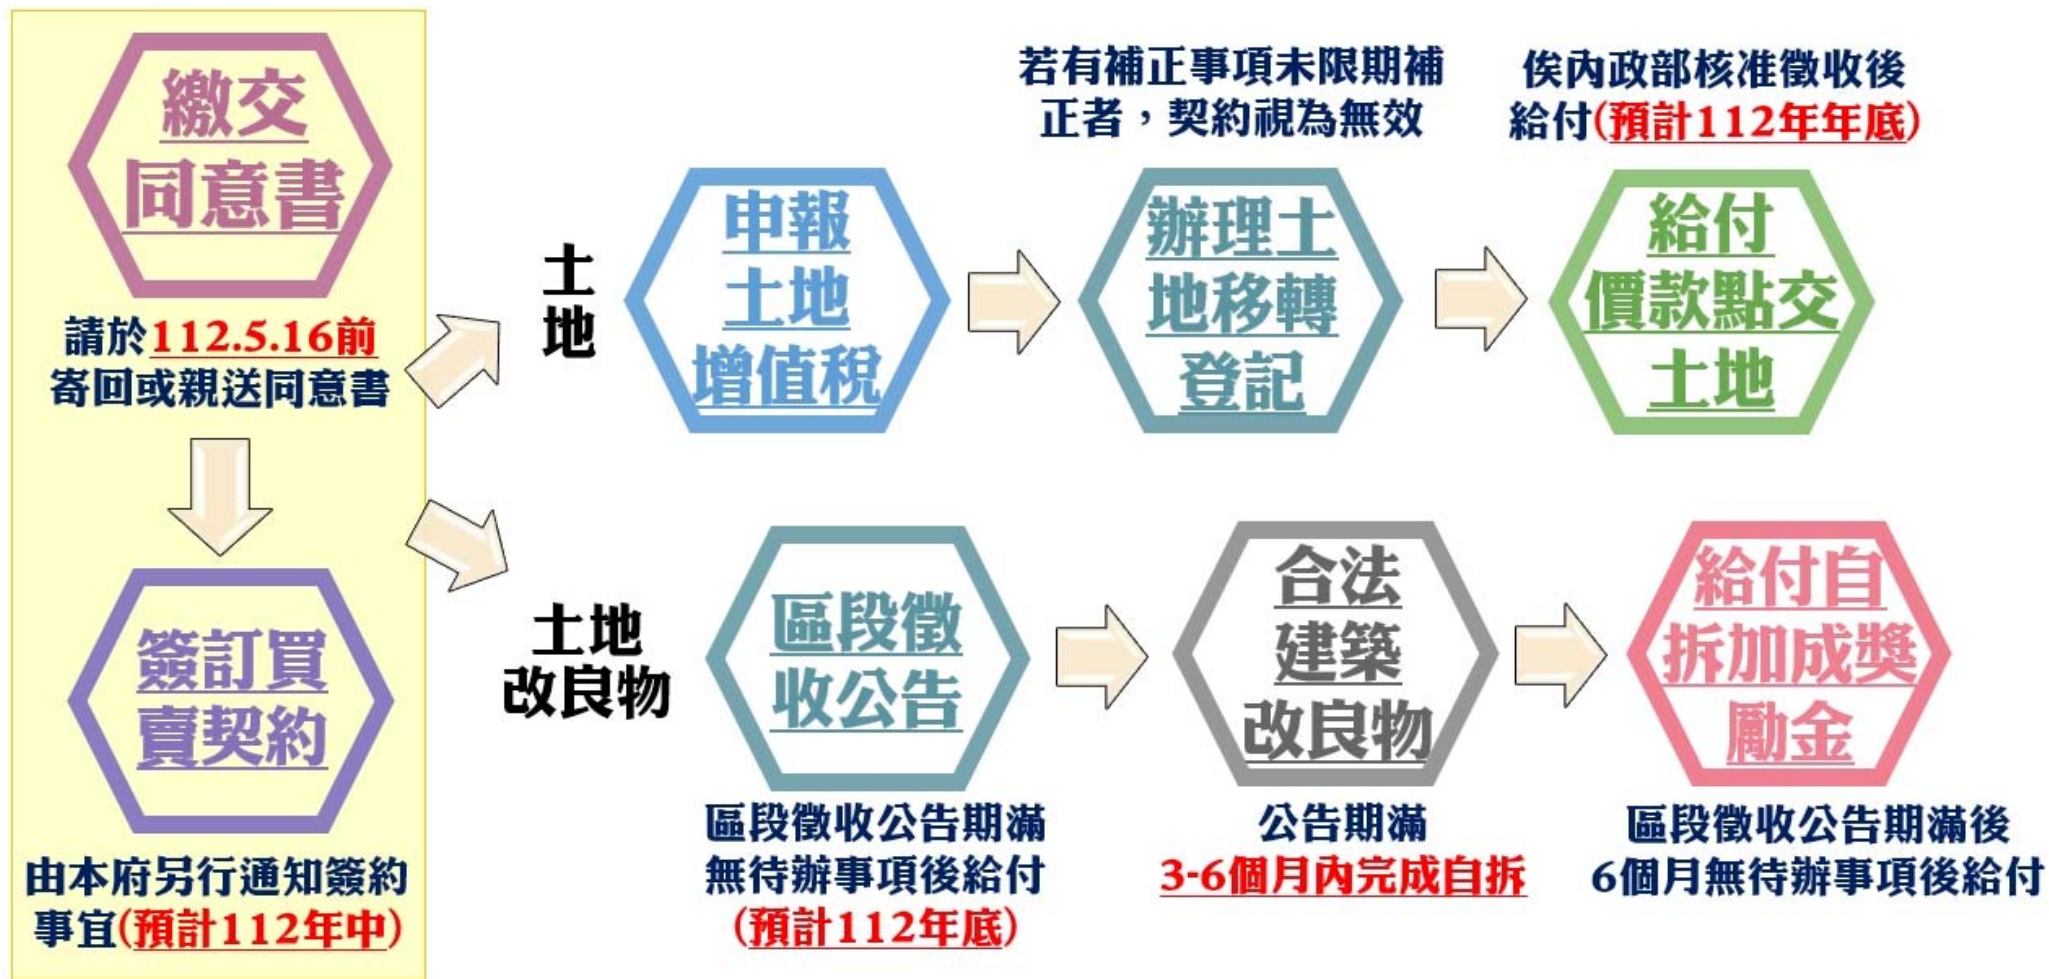 繳交
同意書
請於112.5.16前
寄回或親送同意書
簽訂買
賣契約
由本府另行通知簽約
事宜(預計112年中)
土
地
申報
土地
增值稅
若有補正事項未限期補
正者，契約視為無效
辦理土
地移轉
登記
俟內政部核准徵收後
給付(預計112年年底)
給付
價款點交
土地
土地
改良物
區段徵
收公告
區段徵收公告期滿
無待辦事項後給付
(預計112年底)
合法
建築
改良物
公告期滿
3-6個月內完成自拆
給付自
拆加成獎
勵金
區段徵收公告期滿後
6個月無待辦事項後給付